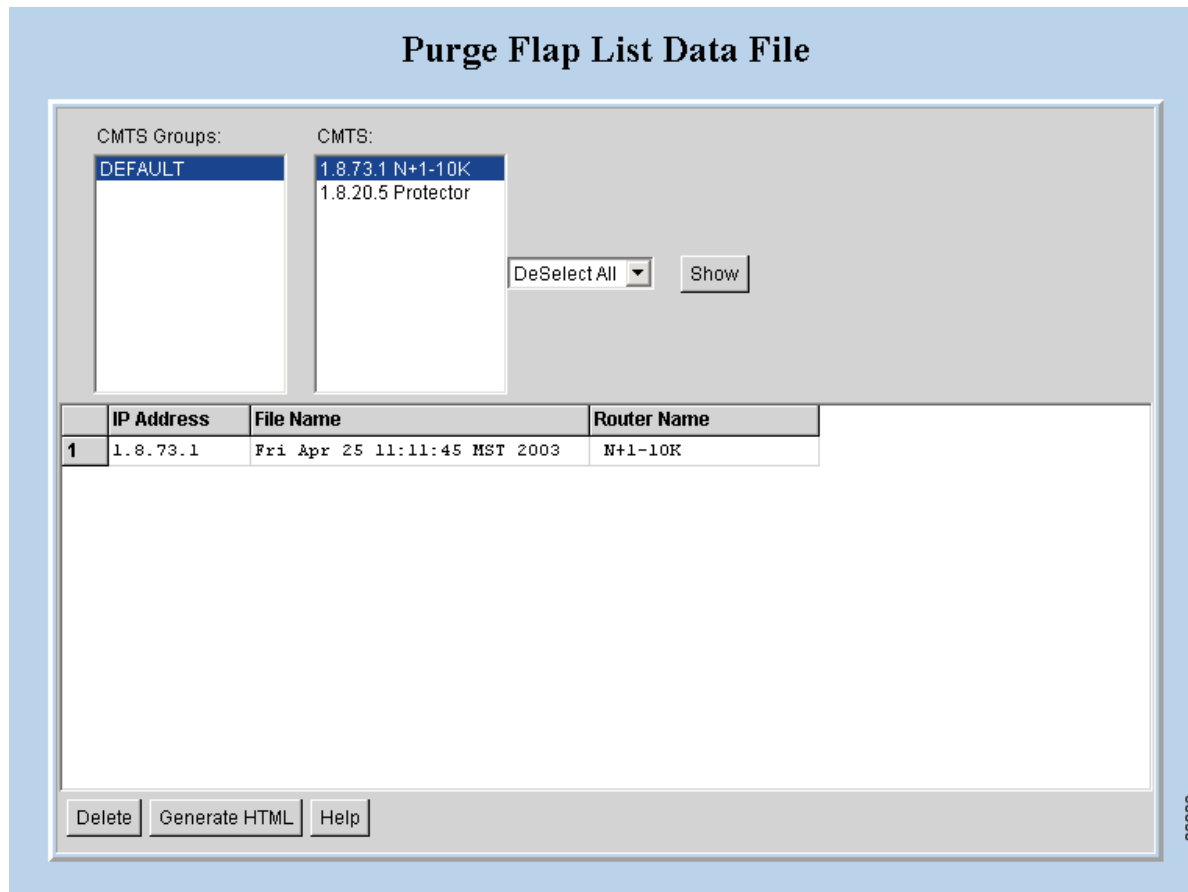 Purge Flap List Data File
CMTS Groups: CMTS:
DEFAULT 1.8.73.1 N+1-10K
1.8.20.5 Protector
DeSelect All Show
IP Address File Name Router Name
1 1.8.73.1 Fri Apr 25 11:11:45 MST 2003 N+1-10K
Delete Generate HTML Help